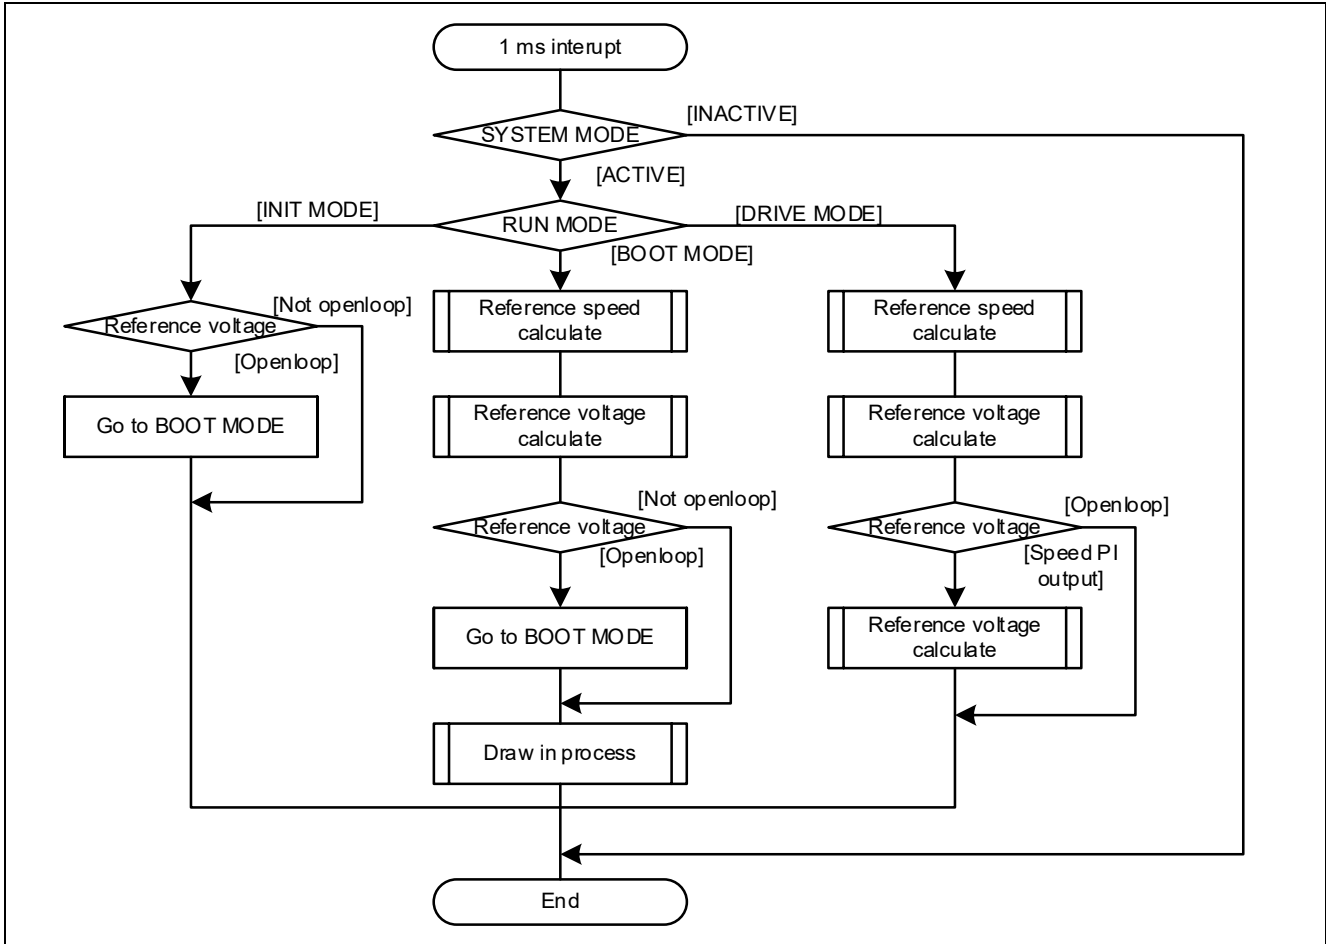 1 ms interupt
[INACTIVE]
SYSTEM MODE
[ACTIVE]
[INIT MODE]
RUN MODE
[DRIVE MODE]
[BOOT MODE]
[Not openloop]
Reference voltage
[Openloop]
Go to BOOT MODE
Reference speed
calculate
Reference voltage
calculate
[Not openloop]
Reference voltage
[Openloop]
Go to BOOT MODE
Draw in process
Reference speed
calculate
Reference voltage
calculate
[Openloop]
Reference voltage
[Speed PI
output]
Reference voltage
calculate
End